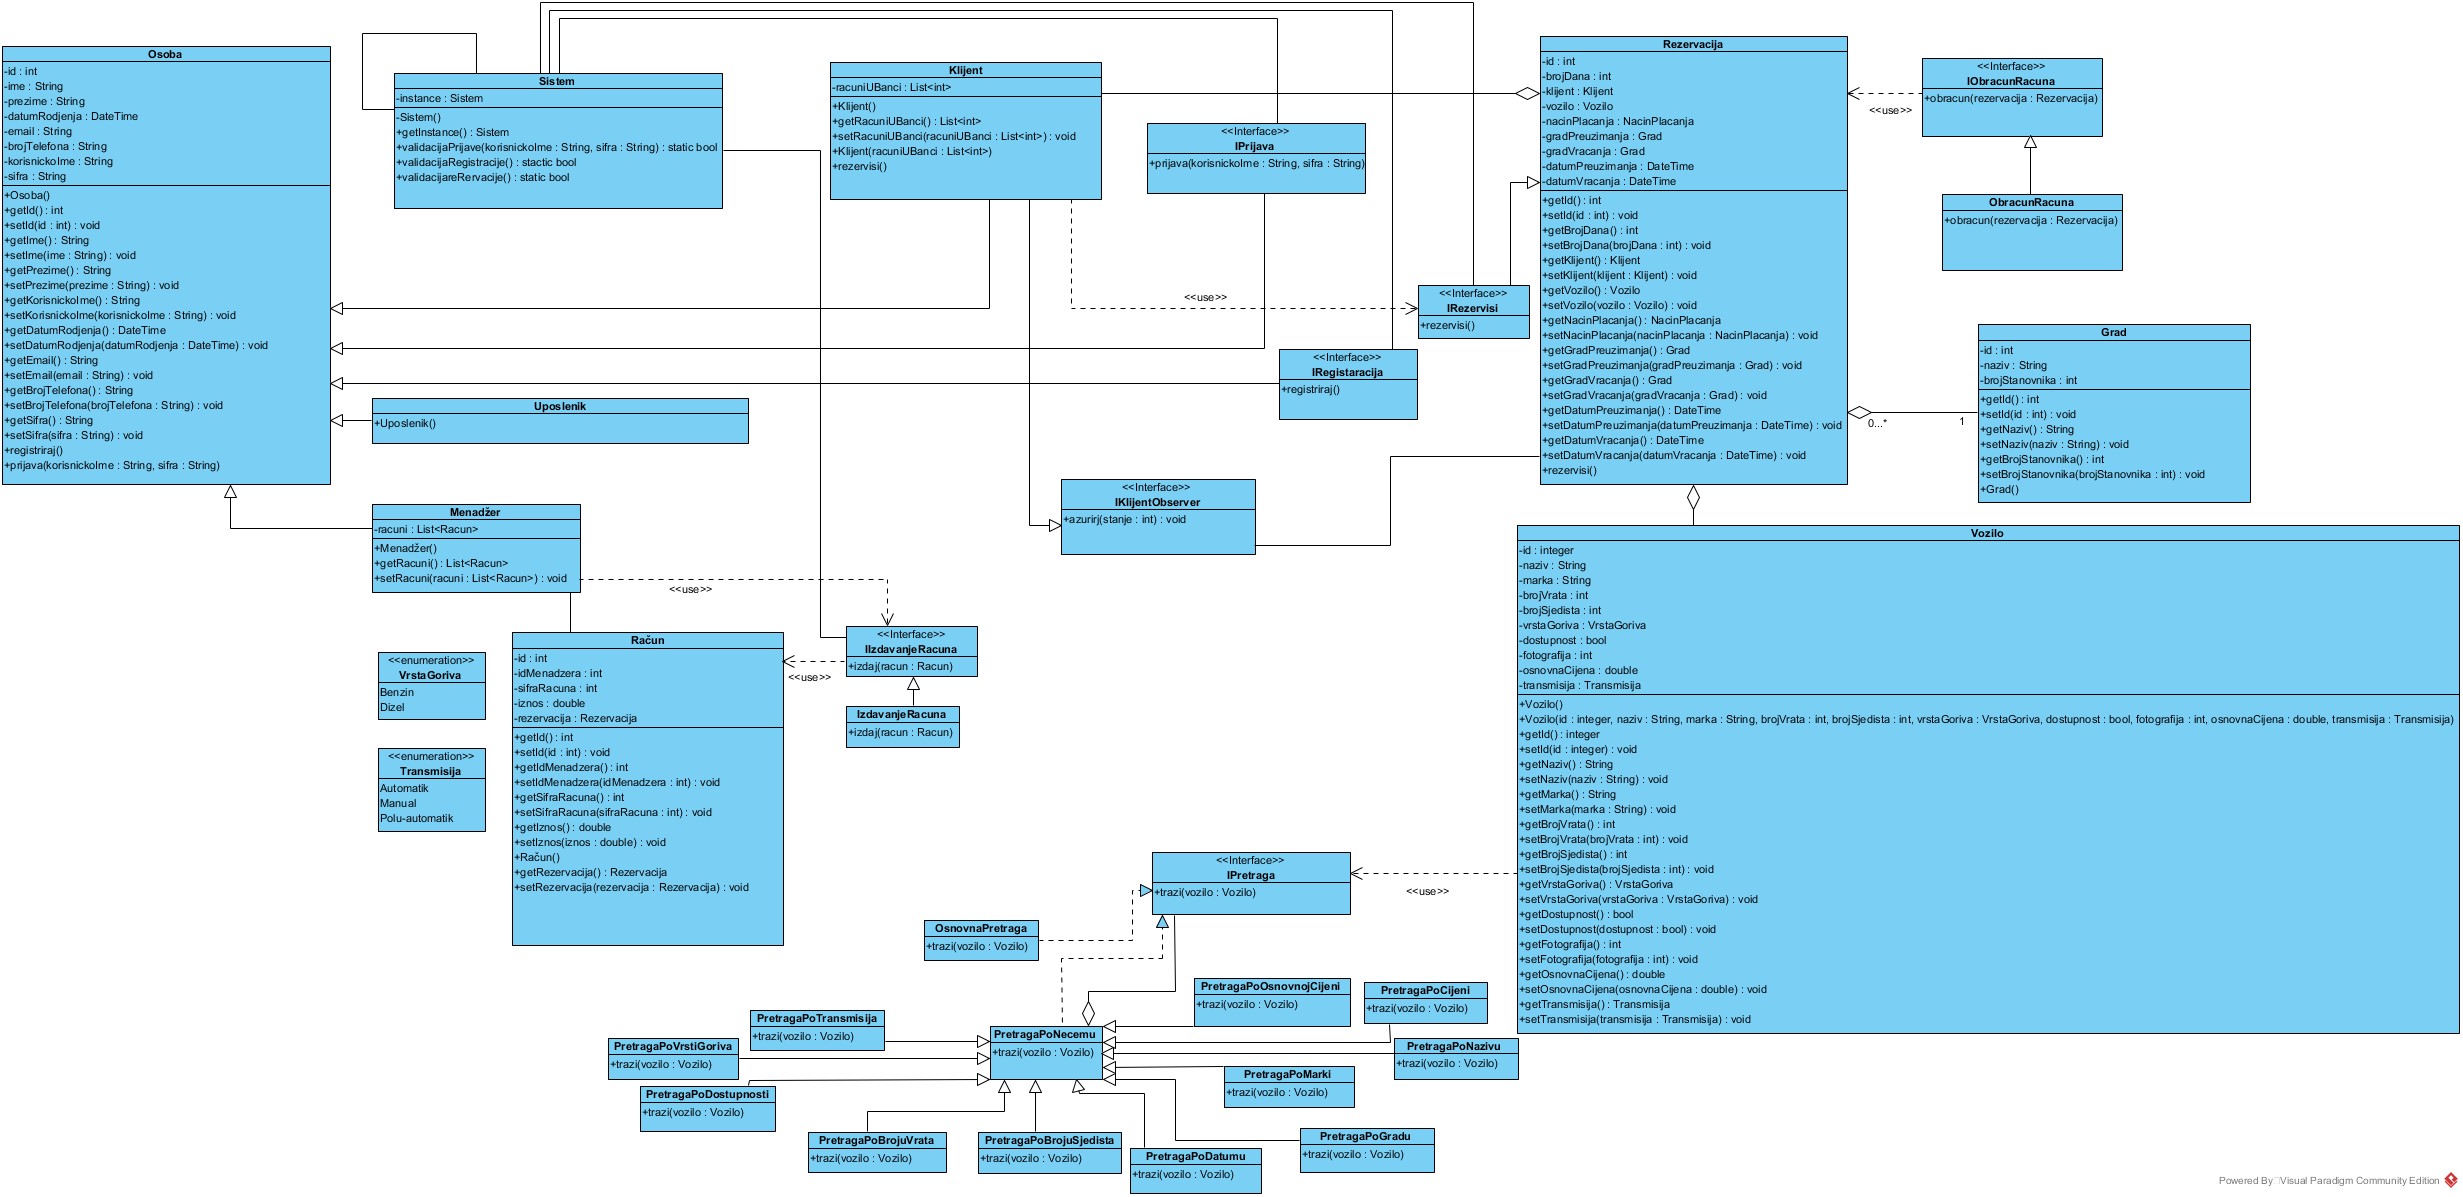 Osoba
-id : int
-ime : String
-prezime : String
-datumRodjenja : DateTime
-email : String
-brojTelefona : String
-korisnickoIme : String
-sifra : String
+Osoba()
+getId() : int
+setId(id : int) : void
+getIme() : String
+setIme(ime : String) : void
+getPrezime() : String
+setPrezime(prezime : String) : void
+getKorisnickoIme() : String
+setKorisnickoIme(korisnickoIme : String) : void
+getDatumRodjenja() : DateTime
+setDatumRodjenja(datumRodjenja : DateTime) : void
+getEmail() : String
+setEmail(email : String) : void
+getBrojTelefona() : String
+setBrojTelefona(brojTelefona : String) : void
+getSifra() : String
+setSifra(sifra : String) : void
+registriraj()
+prijava(korisnickoIme : String, sifra : String)
Sistem
-instance : Sistem
-Sistem()
+getInstance() : Sistem
+validacijaPrijave(korisnickoIme : String, sifra : String) : static bool
+validacijaRegistracije() : stactic bool
+validacijareRervacije() : static bool
Klijent
-racuniUBanci : List<int>
+Klijent()
+getRacuniUBanci() : List<int>
+setRacuniUBanci(racuniUBanci : List<int>) : void
+Klijent(racuniUBanci : List<int>)
+rezervisi()
<<Interface>>
IPrijava
+prijava(korisnickoIme : String, sifra : String)
Rezervacija
-id : int
-brojDana : int
-klijent : Klijent
-vozilo : Vozilo
-nacinPlacanja : NacinPlacanja
-gradPreuzimanja : Grad
-gradVracanja : Grad
-datumPreuzimanja : DateTime
-datumVracanja : DateTime
+getId() : int
+setId(id : int) : void
+getBrojDana() : int
+setBrojDana(brojDana : int) : void
+getKlijent() : Klijent
+setKlijent(klijent : Klijent) : void
+getVozilo() : Vozilo
+setVozilo(vozilo : Vozilo) : void
+getNacinPlacanja() : NacinPlacanja
+setNacinPlacanja(nacinPlacanja : NacinPlacanja) : void
+getGradPreuzimanja() : Grad
+setGradPreuzimanja(gradPreuzimanja : Grad) : void
+getGradVracanja() : Grad
+setGradVracanja(gradVracanja : Grad) : void
+getDatumPreuzimanja() : DateTime
+setDatumPreuzimanja(datumPreuzimanja : DateTime) : void
+getDatumVracanja() : DateTime
+setDatumVracanja(datumVracanja : DateTime) : void
+rezervisi()
<<use>>
<<Interface>>
IObracunRacuna
+obracun(rezervacija : Rezervacija)
ObracunRacuna
+obracun(rezervacija : Rezervacija)
<<use>>
<<Interface>>
IRezervisi
+rezervisi()
<<Interface>>
IRegistaracija
+registriraj()
Grad
-id : int
-naziv : String
-brojStanovnika : int
+getId() : int
+setId(id : int) : void
+getNaziv() : String
+setNaziv(naziv : String) : void
+getBrojStanovnika() : int
+setBrojStanovnika(brojStanovnika : int) : void
+Grad()
0...*
1
Uposlenik
+Uposlenik()
<<Interface>>
IKlijentObserver
+azurirj(stanje : int) : void
Menadžer
-racuni : List<Racun>
+Menadžer()
+getRacuni() : List<Racun>
+setRacuni(racuni : List<Racun>) : void
<<use>>
<<Interface>>
IIzdavanjeRacuna
+izdaj(racun : Racun)
<<use>>
IzdavanjeRacuna
+izdaj(racun : Racun)
<<enumeration>>
VrstaGoriva
Benzin
Dizel
<<enumeration>>
Transmisija
Automatik
Manual
Polu-automatik
Račun
-id : int
-idMenadzera : int
-sifraRacuna : int
-iznos : double
-rezervacija : Rezervacija
+getId() : int
+setId(id : int) : void
+getIdMenadzera() : int
+setIdMenadzera(idMenadzera : int) : void
+getSifraRacuna() : int
+setSifraRacuna(sifraRacuna : int) : void
+getIznos() : double
+setIznos(iznos : double) : void
+Račun()
+getRezervacija() : Rezervacija
+setRezervacija(rezervacija : Rezervacija) : void
Vozilo
-id : integer
-naziv : String
-marka : String
-brojVrata : int
-brojSjedista : int
-vrstaGoriva : VrstaGoriva
-dostupnost : bool
-fotografija : int
-osnovnaCijena : double
-transmisija : Transmisija
+Vozilo()
+Vozilo(id : integer, naziv : String, marka : String, brojVrata : int, brojSjedista : int, vrstaGoriva : VrstaGoriva, dostupnost : bool, fotografija : int, osnovnaCijena : double, transmisija : Transmisija)
+getId() : integer
+setId(id : integer) : void
+getNaziv() : String
+setNaziv(naziv : String) : void
+getMarka() : String
+setMarka(marka : String) : void
+getBrojVrata() : int
+setBrojVrata(brojVrata : int) : void
+getBrojSjedista() : int
+setBrojSjedista(brojSjedista : int) : void
+getVrstaGoriva() : VrstaGoriva
+setVrstaGoriva(vrstaGoriva : VrstaGoriva) : void
+getDostupnost() : bool
+setDostupnost(dostupnost : bool) : void
+getFotografija() : int
+setFotografija(fotografija : int) : void
+getOsnovnaCijena() : double
+setOsnovnaCijena(osnovnaCijena : double) : void
+getTransmisija() : Transmisija
+setTransmisija(transmisija : Transmisija) : void
<<Interface>>
IPretraga
+trazi(vozilo : Vozilo)
<<use>>
OsnovnaPretraga
+trazi(vozilo : Vozilo)
PretragaPoOsnovnojCijeni
+trazi(vozilo : Vozilo)
PretragaPoCijeni
+trazi(vozilo : Vozilo)
PretragaPoTransmisija
+trazi(vozilo : Vozilo)
PretragaPoNecemu
+trazi(vozilo : Vozilo)
PretragaPoVrstiGoriva
+trazi(vozilo : Vozilo)
PretragaPoNazivu
+trazi(vozilo : Vozilo)
PretragaPoMarki
+trazi(vozilo : Vozilo)
PretragaPoDostupnosti
+trazi(vozilo : Vozilo)
PretragaPoBrojuVrata
+trazi(vozilo : Vozilo)
PretragaPoBrojuSjedista
+trazi(vozilo : Vozilo)
PretragaPoDatumu
+trazi(vozilo : Vozilo)
PretragaPoGradu
+trazi(vozilo : Vozilo)
Powered By Visual Paradigm Community Edition